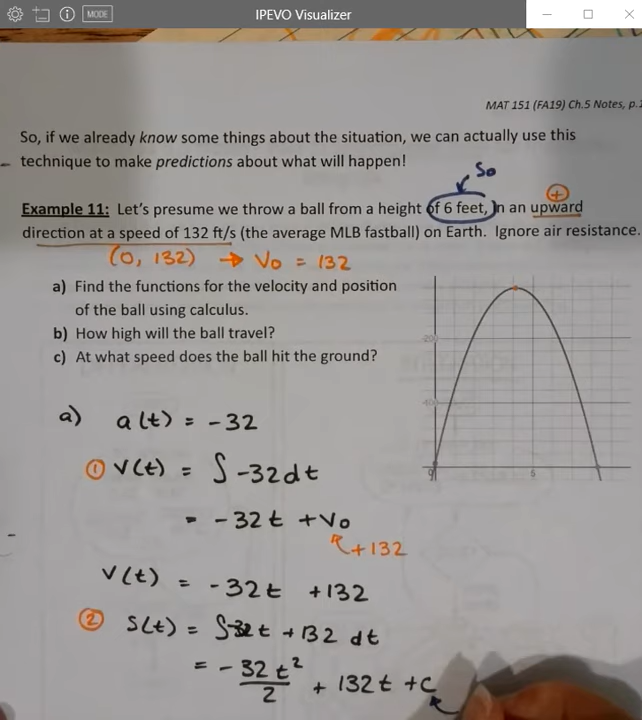 MODE IPEVO Visualizer
MAT 151 (FA19) Ch.5 Notes, p.1
So, if we already know some things about the situation, we can actually use this
technique to make predictions about what will happen!
So
Example 11: Let's presume we throw a ball from a height of 6 feet, in an upward
+
direction at a speed of 132 ft/s (the average MLB fastball) on Earth. Ignore air resistance.
(0, 132) → V₀ = 132
a) Find the functions for the velocity and position
of the ball using calculus.
b) How high will the ball travel?
c) At what speed does the ball hit the ground?
5
a) a(t) = -32
① V(t) = ∫ -32dt
= -32t + V₀
+132
V(t) = -32t +132
② S(t) = ∫-32t +132 dt
= - 32t²/2 + 132t + C